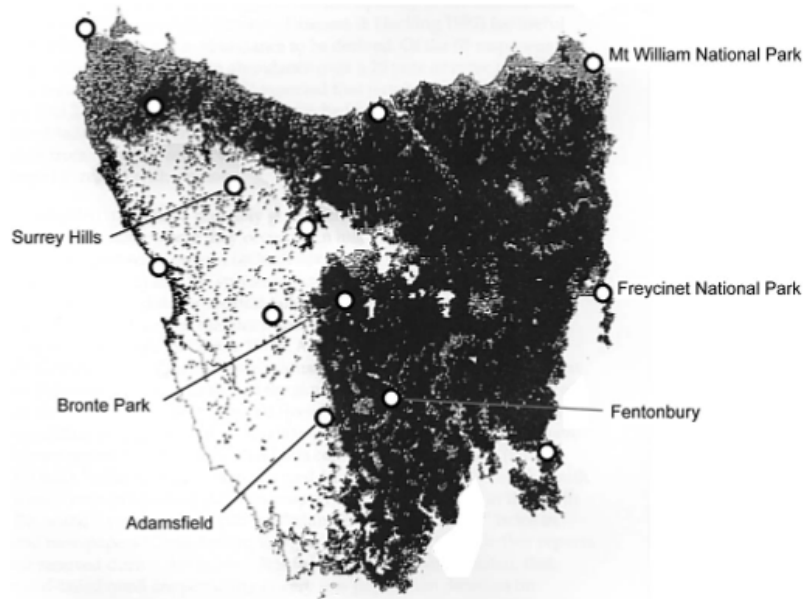 Mt William National Park
Surrey Hills
Freycinet National Park
Bronte Park
Fentonbury
Adamsfield